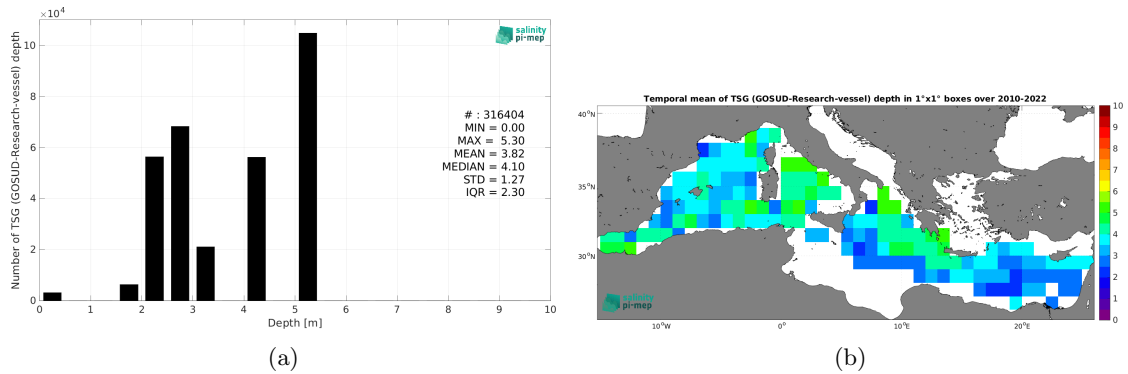 ×10⁴
10
8
6
4
2
0
Number of TSG (GOSUD-Research-vessel) depth
salinity
pi-mep
# : 316404
MIN = 0.00
MAX = 5.30
MEAN = 3.82
MEDIAN = 4.10
STD = 1.27
IQR = 2.30
0 1 2 3 4 5 6 7 8 9 10
Depth [m]
(a)
Temporal mean of TSG (GOSUD-Research-vessel) depth in 1°x1° boxes over 2010-2022
40°N
35°N
30°N
10°W 0° 10°E 20°E
salinity
pi-mep
10
9
8
7
6
5
4
3
2
1
0
(b)